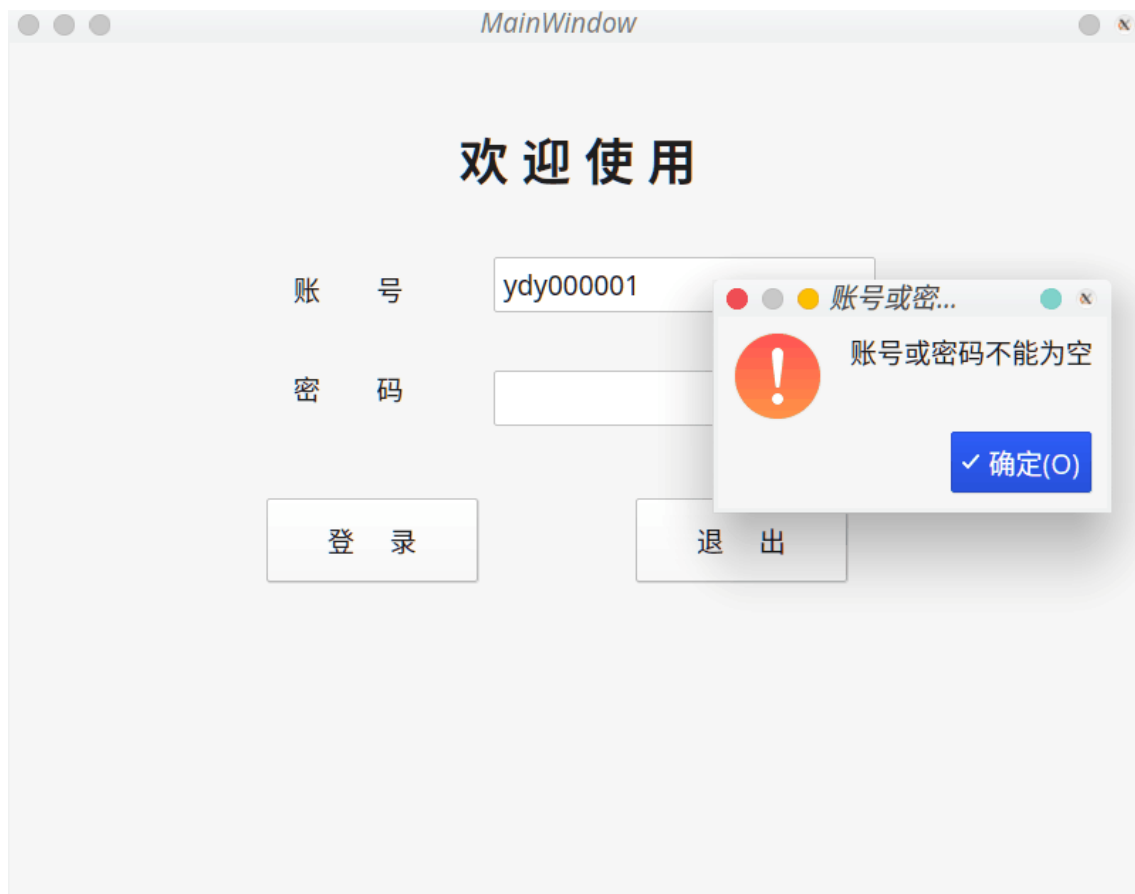 MainWindow
欢迎使用
账 号
ydy000001
密 码
登 录
退 出
账号或密...
账号或密码不能为空
确定(O)